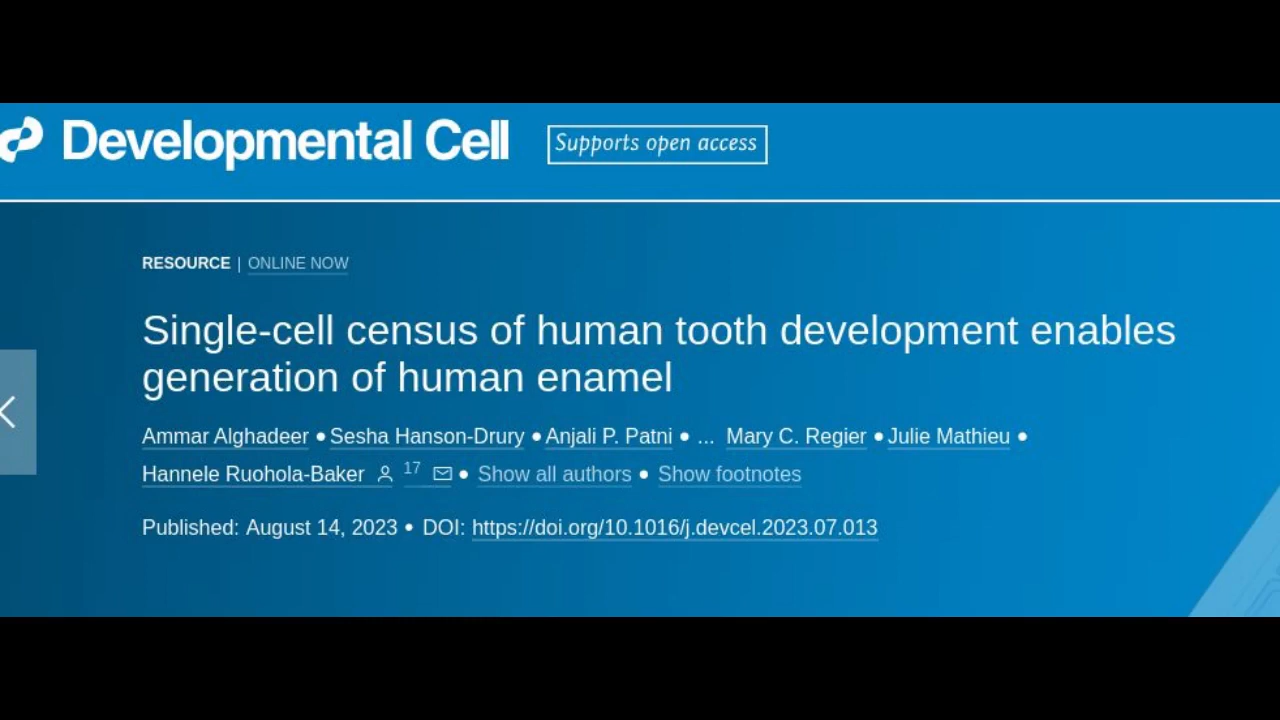 Developmental Cell Supports open access
RESOURCE | ONLINE NOW
Single-cell census of human tooth development enables
generation of human enamel
Ammar Alghadeer • Sesha Hanson-Drury • Anjali P. Patni • ... Mary C. Regier • Julie Mathieu •
Hannele Ruohola-Baker 17 • Show all authors • Show footnotes
Published: August 14, 2023 • DOI: https://doi.org/10.1016/j.devcel.2023.07.013